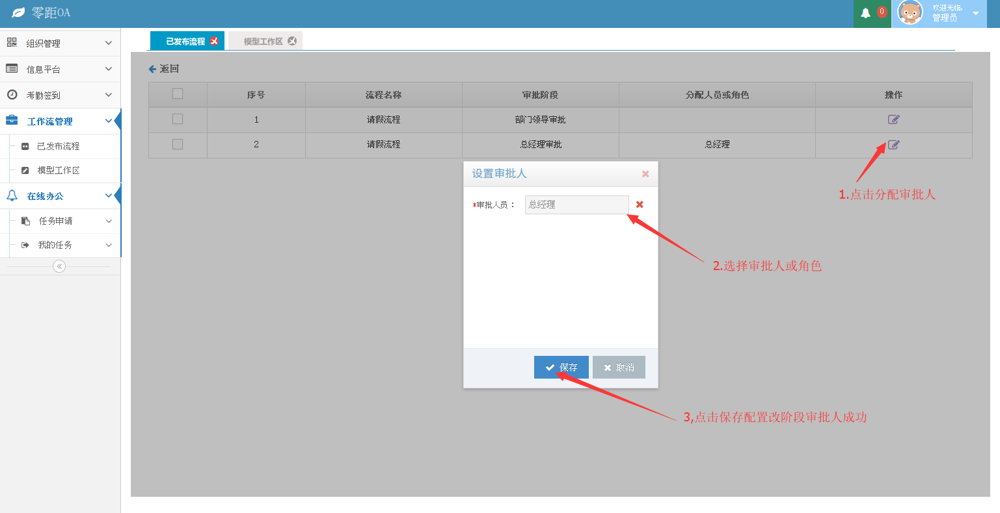 零距OA
0
欢迎光临,
管理员
组织管理
信息平台
考勤签到
工作流管理
已发布流程
模型工作区
在线办公
任务申请
我的任务
已发布流程
模型工作区
返回
序号 流程名称 审批阶段 分配人员或角色 操作
1 请假流程 部门领导审批
2 请假流程 总经理审批 总经理
设置审批人
*审批人员：
总经理
保存
取消
1.点击分配审批人
2.选择审批人或角色
3,点击保存配置改阶段审批人成功